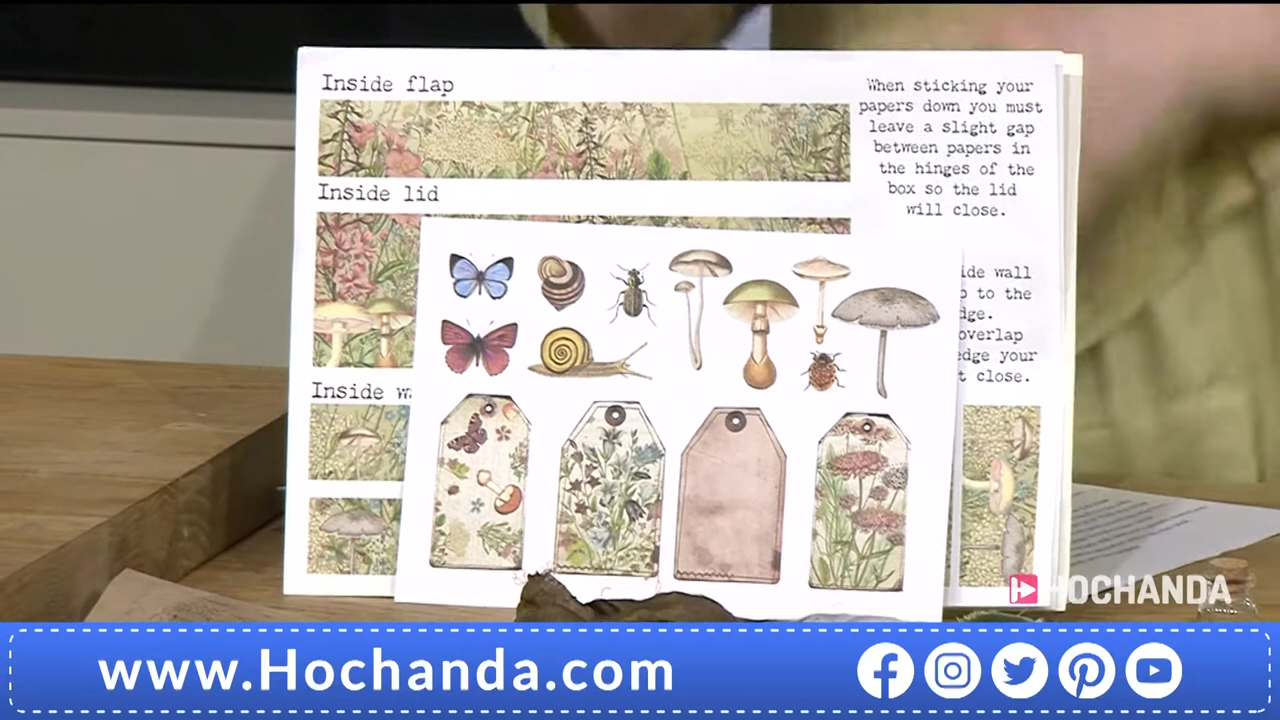 Inside flap
When sticking your
papers down you must
leave a slight gap
between papers in
the hinges of the
box so the lid
will close.
Inside lid
wall
to the
overlap
edge your
close.
Inside
HOCHANDA
www.Hochanda.com